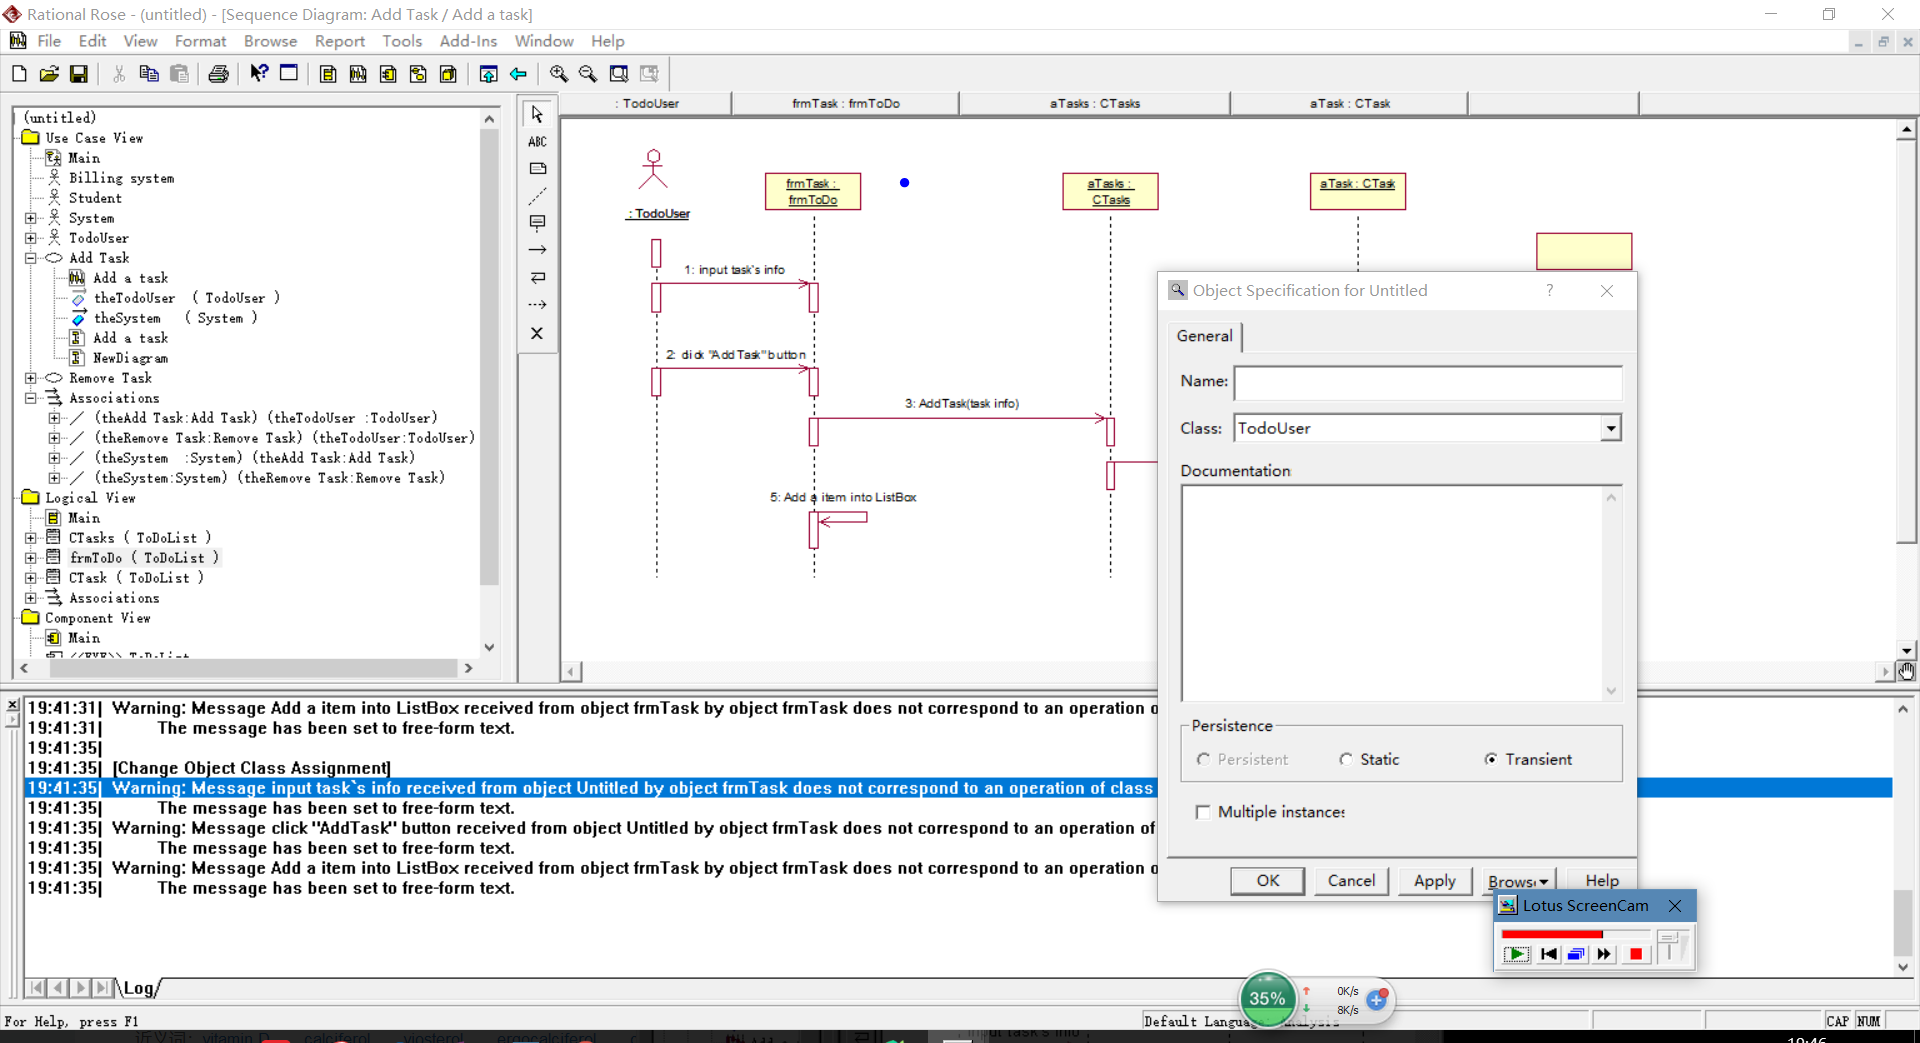 Rational Rose - (untitled) - [Sequence Diagram: Add Task / Add a task]
File Edit View Format Browse Report Tools Add-Ins Window Help
: TodoUser
frmTask : frmToDo
aTasks : CTasks
aTask : CTask
(untitled)
Use Case View
Main
Billing system
Student
System
TodoUser
Add Task
Add a task
theTodoUser ( TodoUser )
theSystem ( System )
Add a task
NewDiagram
Remove Task
Associations
(theAdd Task:Add Task) (theTodoUser :TodoUser)
(theRemove Task:Remove Task) (theTodoUser:TodoUser)
(theSystem :System) (theAdd Task:Add Task)
(theSystem:System) (theRemove Task:Remove Task)
Logical View
Main
CTasks ( ToDoList )
frmToDo ( ToDoList )
CTask ( ToDoList )
Associations
Component View
Main
ABC
: TodoUser
frmTask :
frmToDo
aTasks :
CTasks
aTask : CTask
1: input task's info
2: click "AddTask" button
3: AddTask(task info)
5: Add a item into ListBox
Object Specification for Untitled ?
General
Name:
Class: TodoUser
Documentation
Persistence
Persistent Static Transient
Multiple instances
OK Cancel Apply Brows Help
Lotus ScreenCam
19:41:31| Warning: Message Add a item into ListBox received from object frmTask by object frmTask does not correspond to an operation o
19:41:31| The message has been set to free-form text.
19:41:35|
19:41:35| [Change Object Class Assignment]
19:41:35| Warning: Message input task`s info received from object Untitled by object frmTask does not correspond to an operation of class
19:41:35| The message has been set to free-form text.
19:41:35| Warning: Message click "AddTask" button received from object Untitled by object frmTask does not correspond to an operation of
19:41:35| The message has been set to free-form text.
19:41:35| Warning: Message Add a item into ListBox received from object frmTask by object frmTask does not correspond to an operation o
19:41:35| The message has been set to free-form text.
Log
35%
0K/s
8K/s
For Help, press F1
Default Langua
CAP NUM